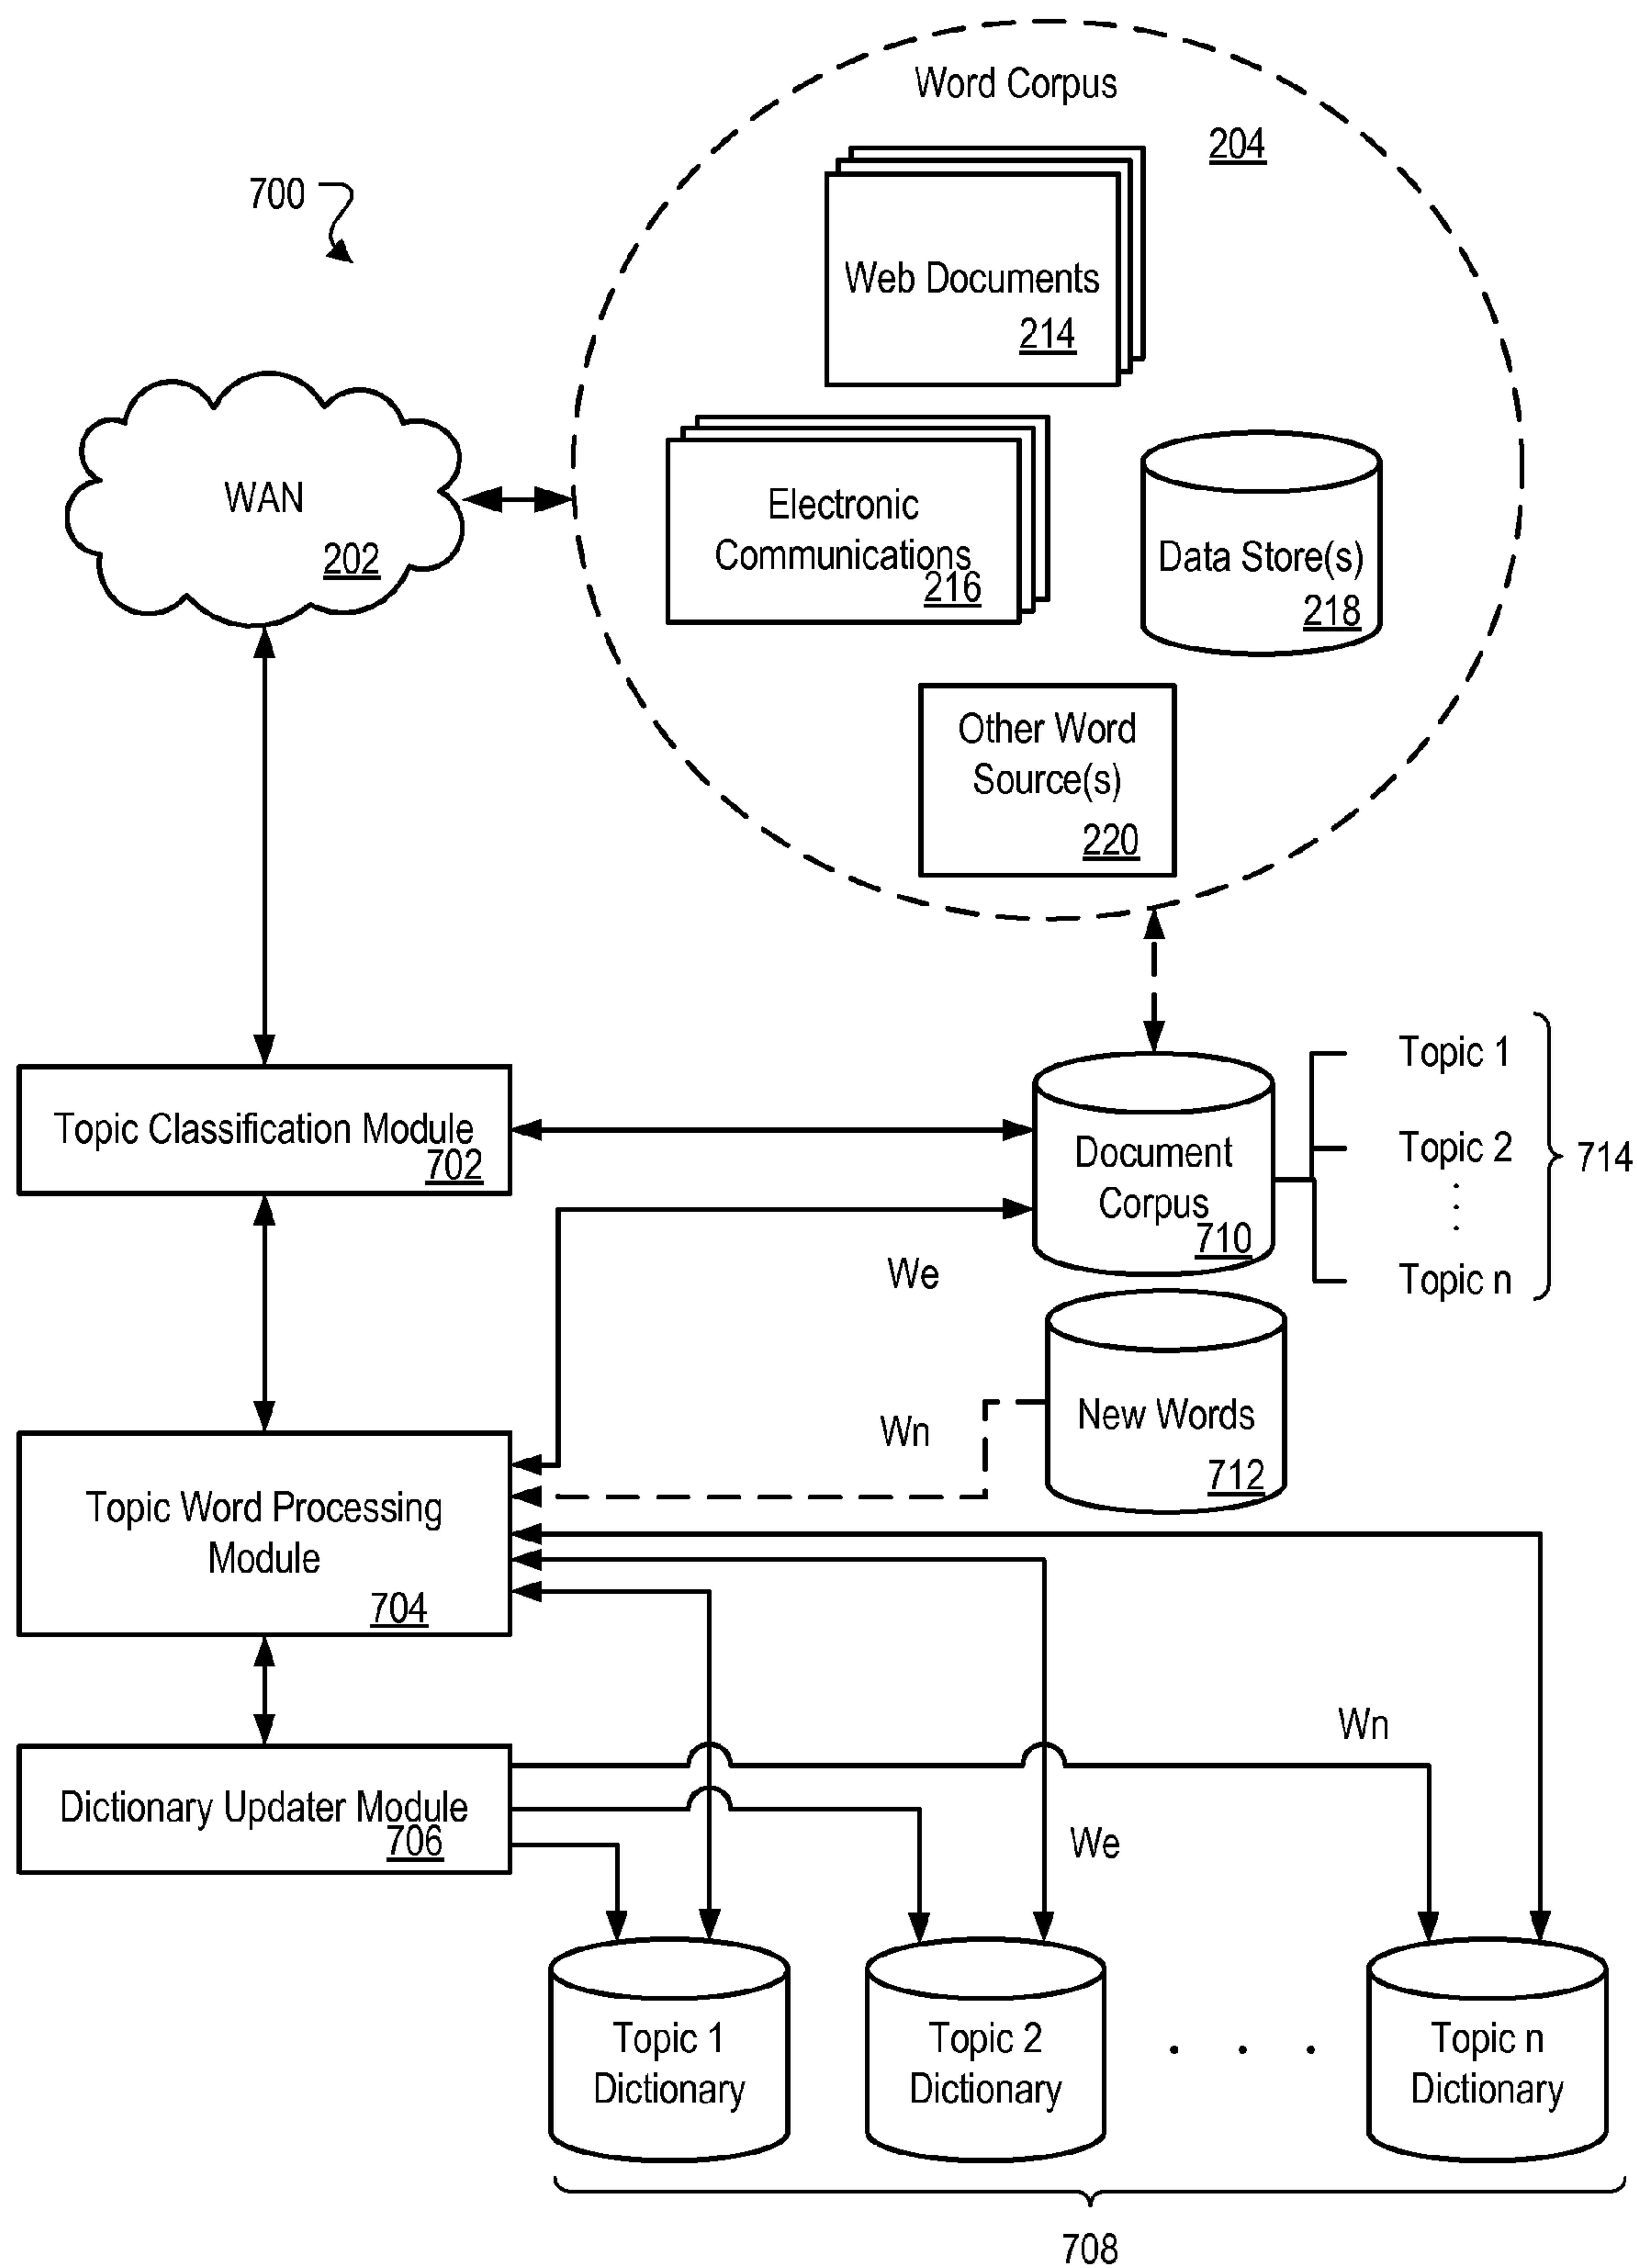 Word Corpus
204
700
Web Documents
214
WAN
202
Electronic
Communications
216
Data Store(s)
218
Other Word
Source(s)
220
Topic Classification Module
702
Document
Corpus
710
Topic 1
Topic 2
Topic n
714
We
New Words
712
Wn
Topic Word Processing
Module
704
Wn
Dictionary Updater Module
706
We
Topic 1
Dictionary
Topic 2
Dictionary
. . .
Topic n
Dictionary
708